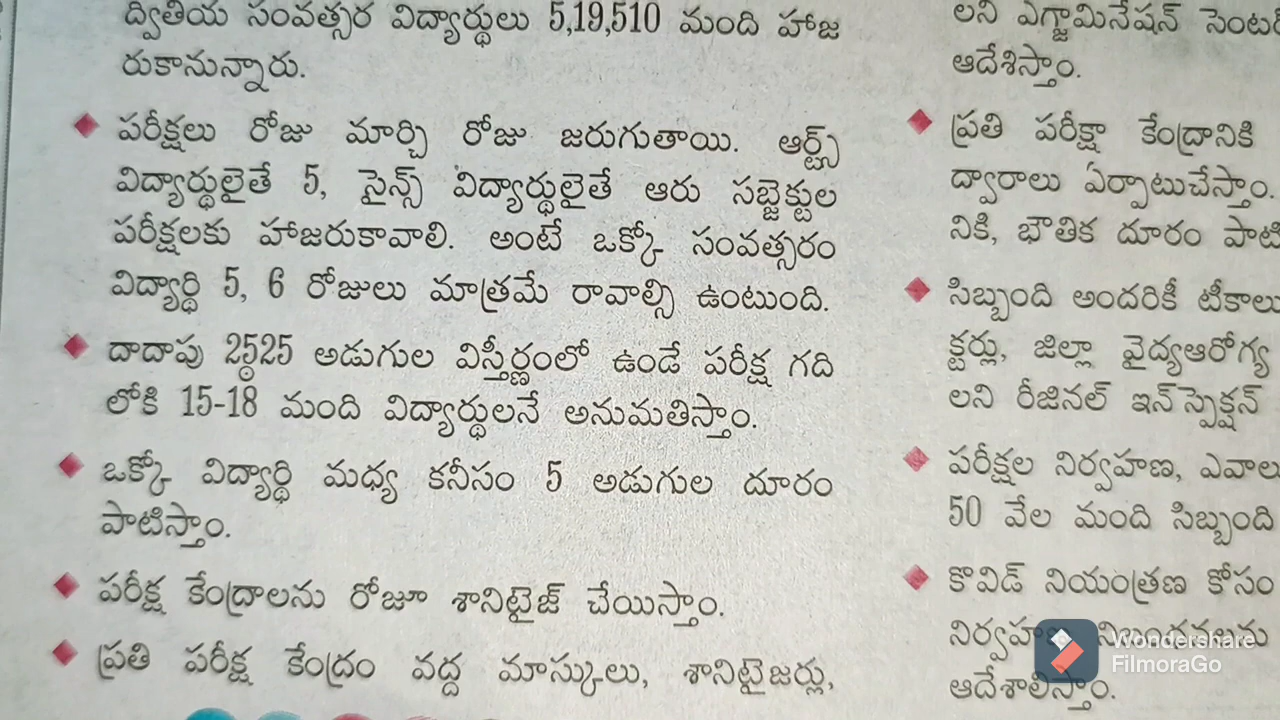 ద్వితీయ సంవత్సర విద్యార్థులు 5,19,510 మంది హాజ
రుకానున్నారు.
పరీక్షలు రోజు మార్చి రోజు జరుగుతాయి. ఆర్ట్స్
విద్యార్థులైతే 5, సైన్స్ విద్యార్థులైతే ఆరు సబ్జెక్టుల
పరీక్షలకు హాజరుకావాలి. అంటే ఒక్కో సంవత్సరం
విద్యార్థి 5, 6 రోజులు మాత్రమే రావాల్సి ఉంటుంది.
దాదాపు 25ఠ25 అడుగుల విస్తీర్ణంలో ఉండే పరీక్ష గది
లోకి 15-18 మంది విద్యార్థులనే అనుమతిస్తాం.
ఒక్కో విద్యార్థి మధ్య కనీసం 5 అడుగుల దూరం
పాటిస్తాం.
పరీక్ష కేంద్రాలను రోజూ శానిటైజ్ చేయిస్తాం.
ప్రతి పరీక్ష కేంద్రం వద్ద మాస్కులు, శానిటైజర్లు,
లని ఎగ్జామినేషన్ సెంటర్
ఆదేశిస్తాం.
ప్రతి పరీక్షా కేంద్రానికి
ద్వారాలు ఏర్పాటుచేస్తాం.
నికి, భౌతిక దూరం పాటి
సిబ్బంది అందరికీ టీకాలు
క్టర్లు, జిల్లా వైద్యఆరోగ్య
లని రీజినల్ ఇన్‌స్పెక్షన్
పరీక్షల నిర్వహణ, ఎవాల
50 వేల మంది సిబ్బంది
కొవిడ్ నియంత్రణ కోసం
ఆదేశాలిస్తాం.
Wondershare
FilmoraGo